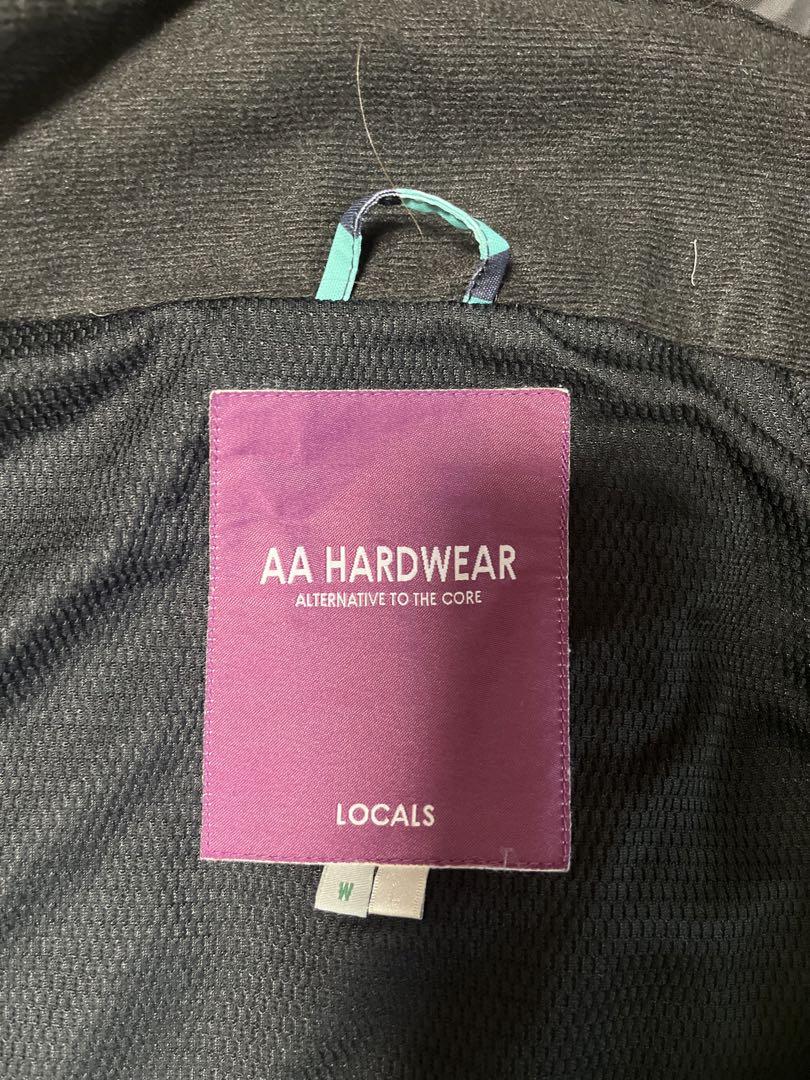 AA HARDWEAR
ALTERNATIVE TO THE CORE
LOCALS
W